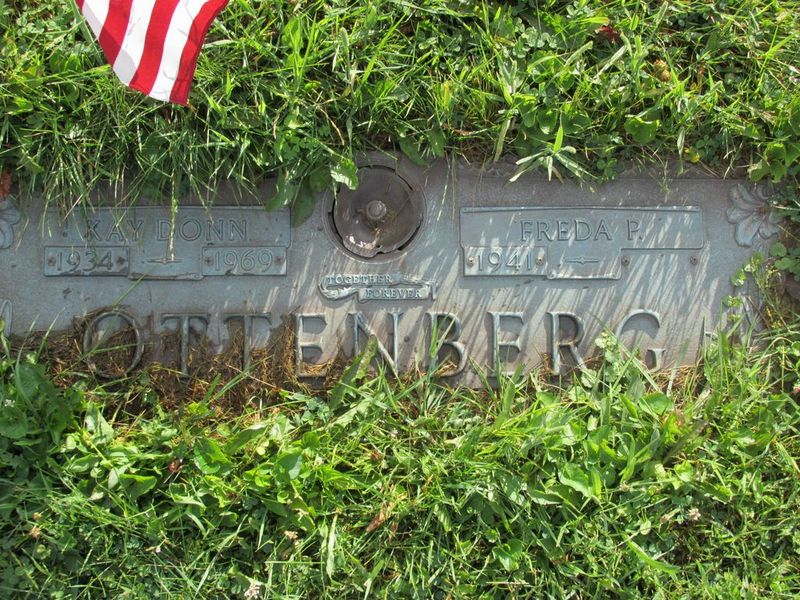 KAY DONN
1934 1969
TOGETHER
FOREVER
FREDA P.
1941
OTTENBERG